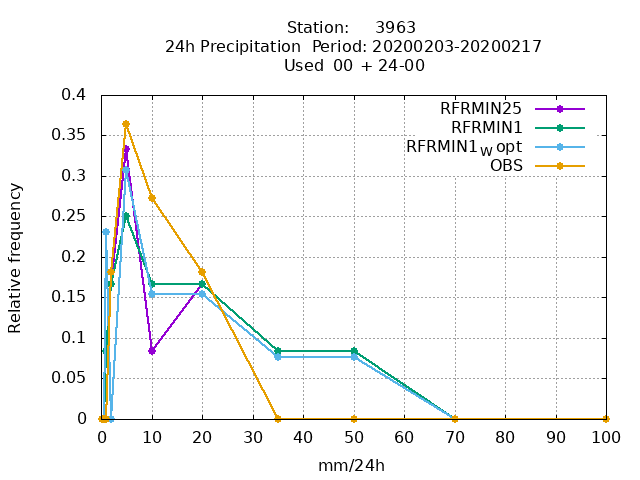 Station: 3963
24h Precipitation Period: 20200203-20200217
Used 00 + 24-00
RFRMIN25
RFRMIN1
RFRMIN1W opt
OBS
0.4
0.35
0.3
0.25
0.2
0.15
0.1
0.05
0
Relative frequency
0 10 20 30 40 50 60 70 80 90 100
mm/24h